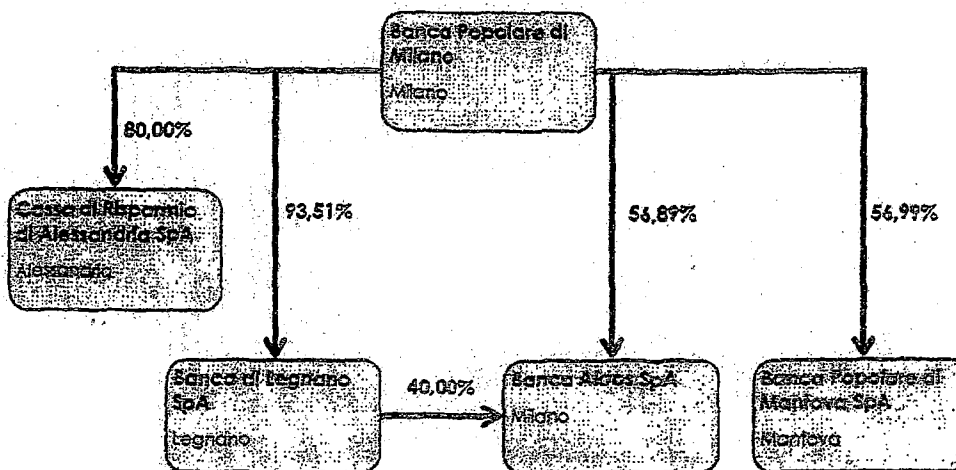 Banca Popolare di
Milano
Milano
80,00%
Cassa di Risparmio
di Alessandria SpA
Alessandria
93,51%
56,89%
56,99%
Banca di Legnano
SpA
Legnano
40,00%
Banca Akros SpA
Milano
Banca Popolare di
Mantova SpA
Mantova